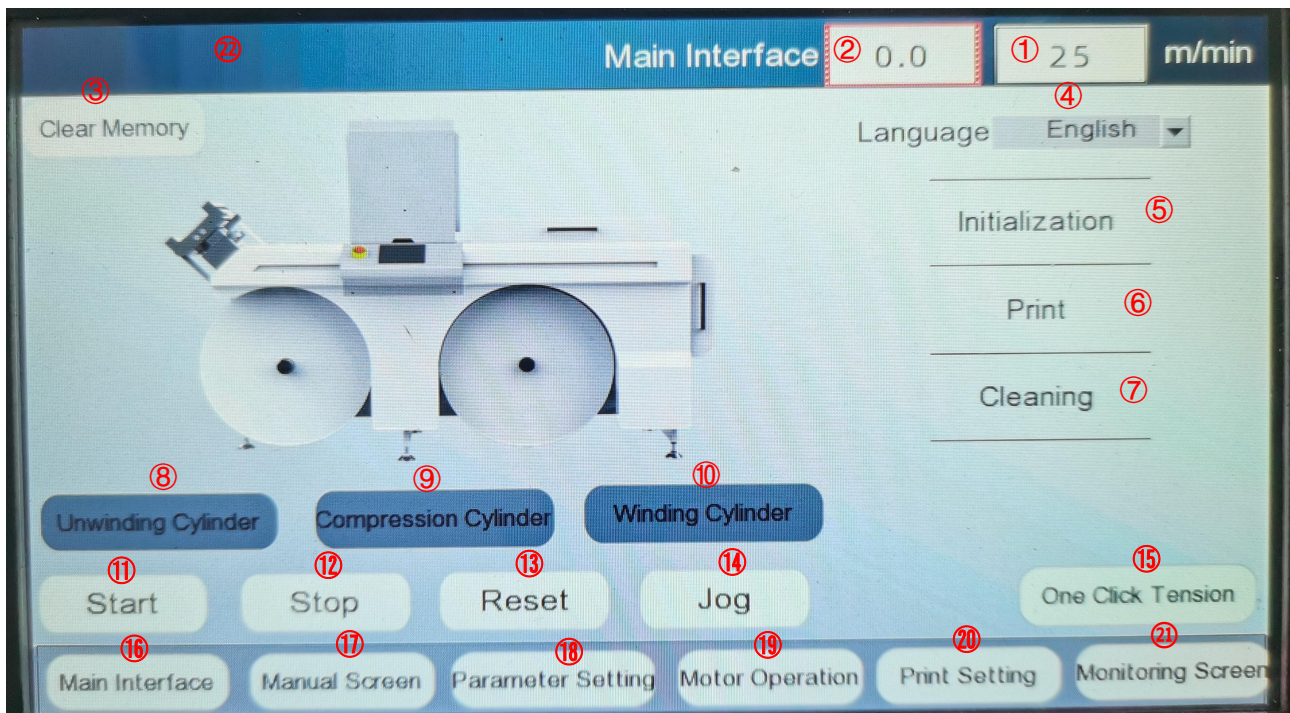 ㉒ Main Interface ② 0.0 ① 25 m/min
③ ④
Clear Memory Language English
Initialization ⑤
Print ⑥
Cleaning ⑦
⑧ ⑨ ⑩
Unwinding Cylinder Compression Cylinder Winding Cylinder
⑪ ⑫ ⑬ ⑭ ⑮
Start Stop Reset Jog One Click Tension
⑯ ⑰ ⑱ ⑲ ⑳ ㉑
Main Interface Manual Screen Parameter Setting Motor Operation Print Setting Monitoring Screen